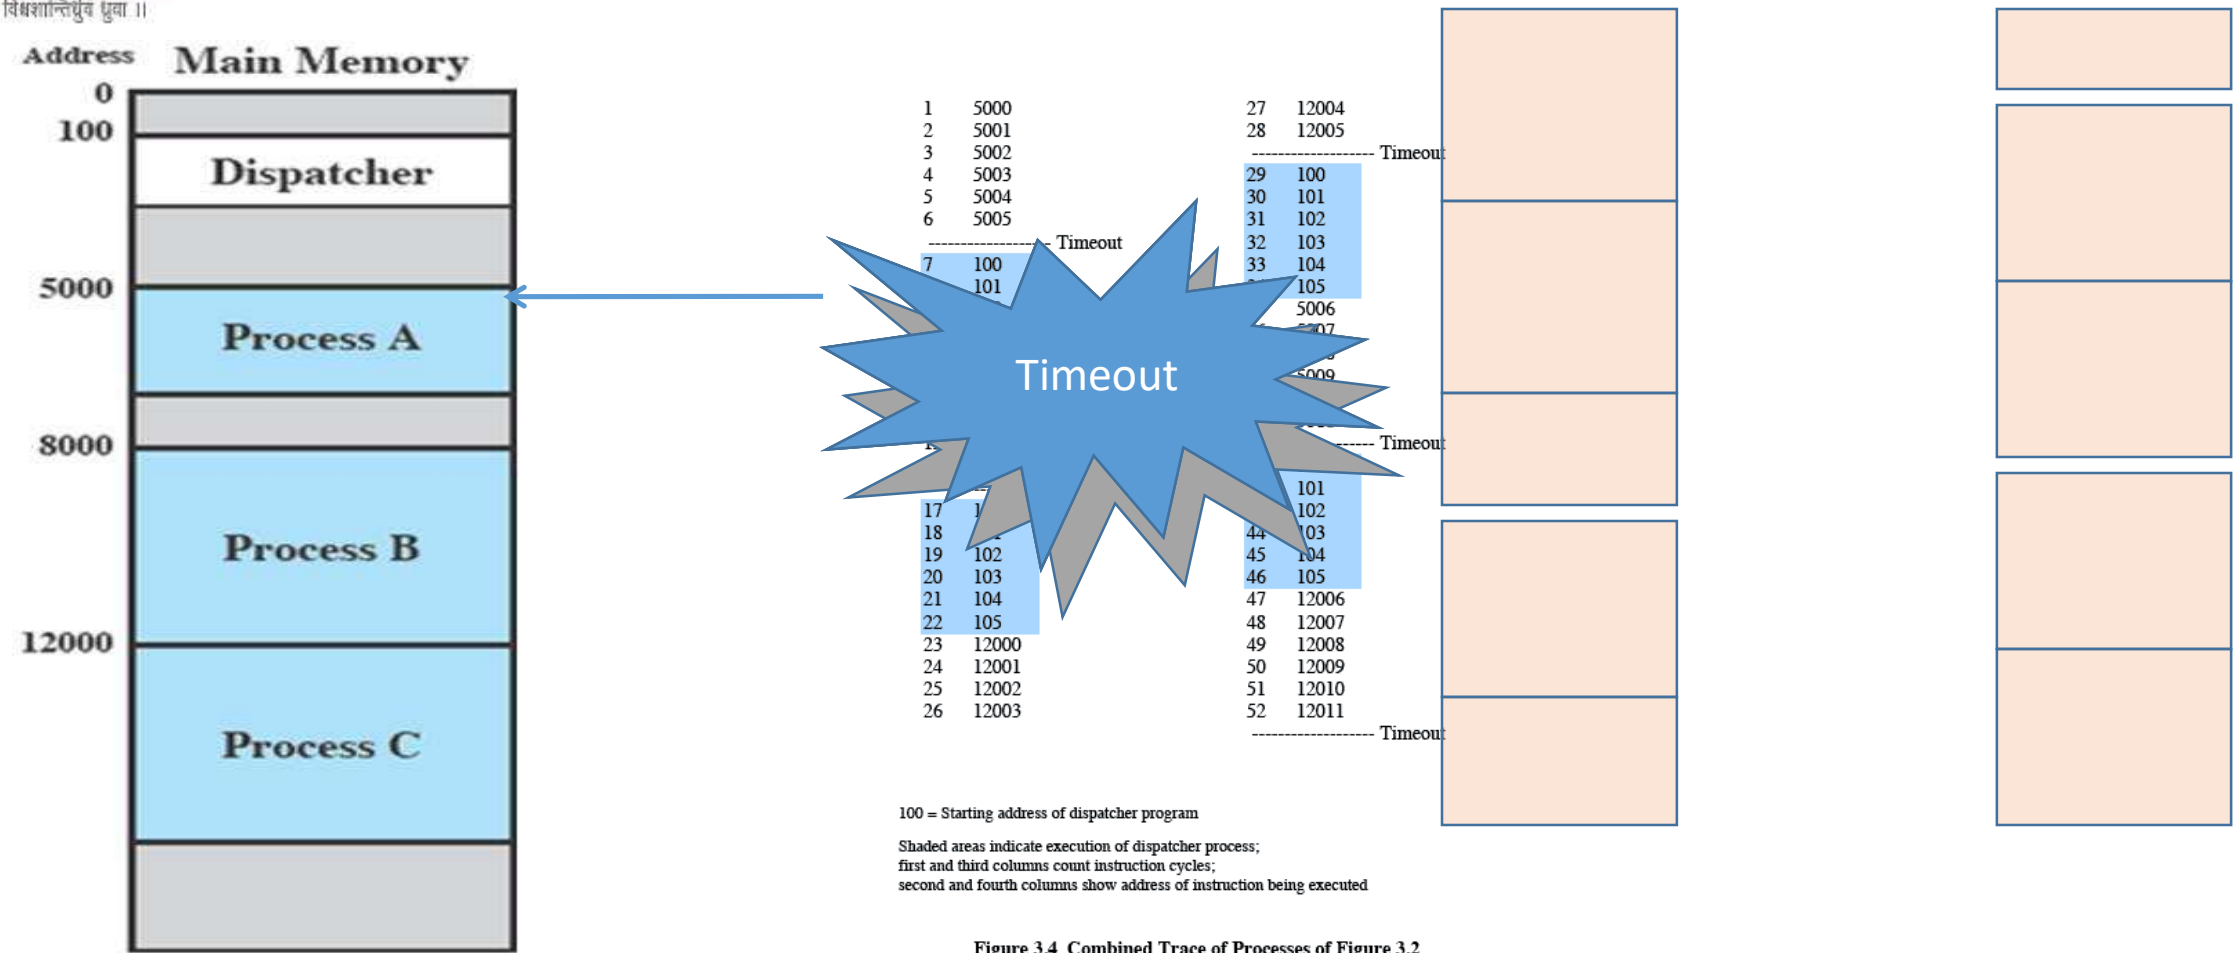 Address Main Memory
0
100
Dispatcher
5000
Process A
8000
Process B
12000
Process C
1 5000
2 5001
3 5002
4 5003
5 5004
6 5005
------------------- Timeout
7 100
101
17
18
19 102
20 103
21 104
22 105
23 12000
24 12001
25 12002
26 12003
27 12004
28 12005
------------------- Timeout
29 100
30 101
31 102
32 103
33 104
105
5006
5009
Timeout
101
102
44 103
45 104
46 105
47 12006
48 12007
49 12008
50 12009
51 12010
52 12011
------------------- Timeout
Timeout
100 = Starting address of dispatcher program
Shaded areas indicate execution of dispatcher process;
first and third columns count instruction cycles;
second and fourth columns show address of instruction being executed
Figure 3.4 Combined Trace of Processes of Figure 3.2